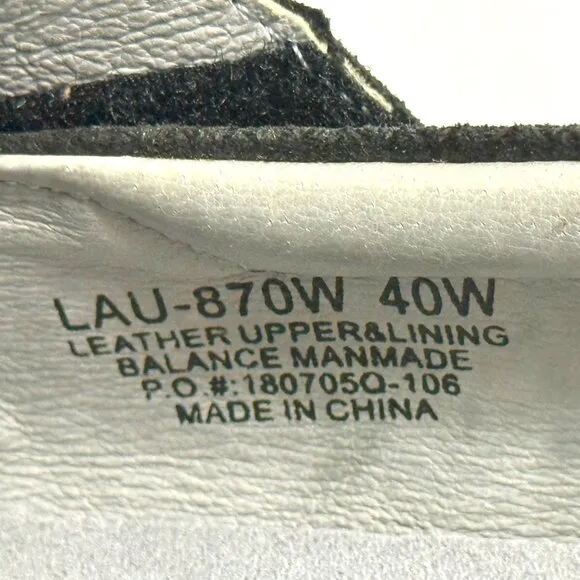 LAU-870W 40W
LEATHER UPPER&LINING
BALANCE MANMADE
P.O.#:180705Q-106
MADE IN CHINA